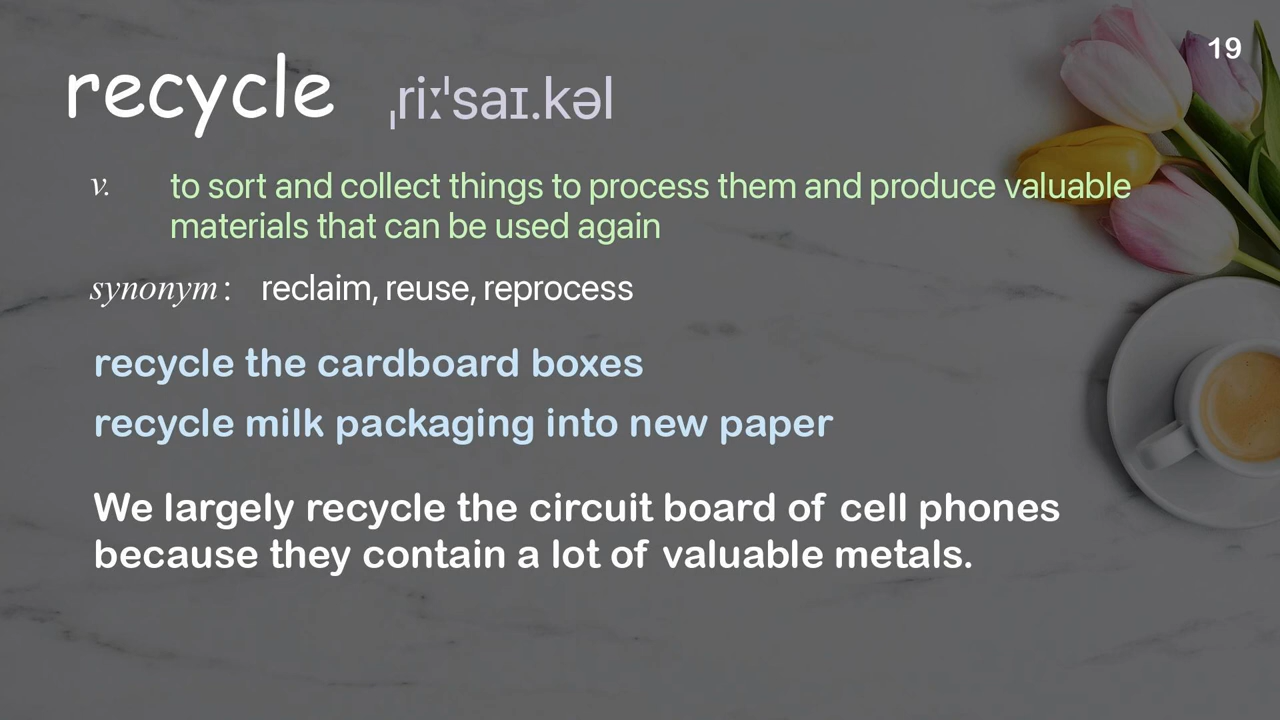 19
recycle ˌriːˈsaɪ.kəl
v. to sort and collect things to process them and produce valuable
materials that can be used again
synonym: reclaim, reuse, reprocess
recycle the cardboard boxes
recycle milk packaging into new paper
We largely recycle the circuit board of cell phones
because they contain a lot of valuable metals.